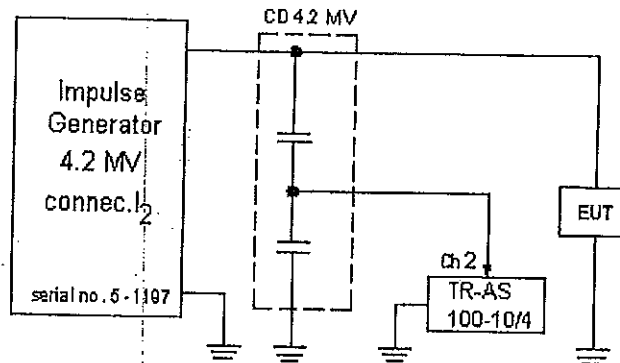 CD 4.2 MV
Impulse
Generator
4.2 MV
connec.I2
serial no. 5-1197
EUT
Ch 2
TR-AS
100-10/4